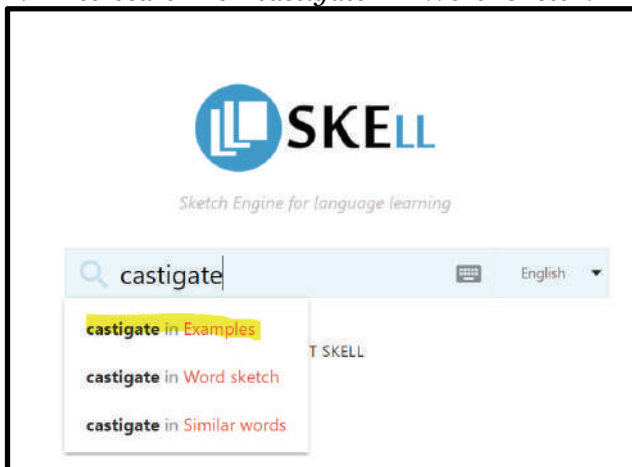 SKELL
Sketch Engine for language learning
castigate English
castigate in Examples
T SKELL
castigate in Word sketch
castigate in Similar words